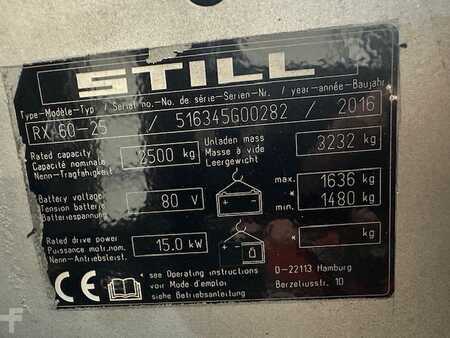 STILL
Type-Modèle-Typ / Serial no.-No. de série-Serien-Nr. / year-année-Baujahr
RX 60-25 / 516345G00282 / 2016
Rated capacity
Capacité nominale
Nenn-Tragfähigkeit
2500 kg
Unladen mass
Masse à vide
Leergewicht
3232 kg
Battery voltage
Tension batterie
Batteriespannung
80 V
max. 1636 kg
min. 1480 kg
Rated drive power
Puissance motr.nom.
Nenn-Antriebsleist.
15.0 kW
* kg
* see Operating instructions
voir Mode d'emploi
siehe Betriebsanleitung
D-22113 Hamburg
Berzeliusstr. 10
CE